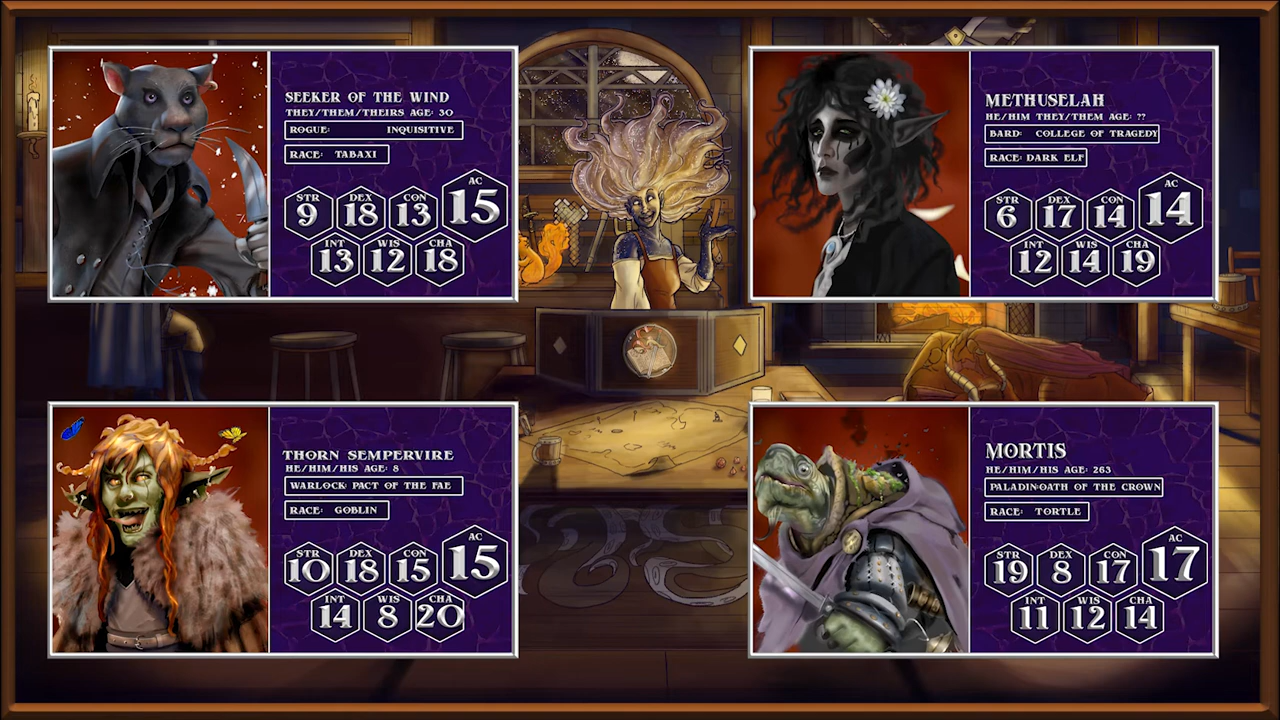 SEEKER OF THE WIND
THEY/THEM/THEIRS AGE: 30
ROGUE: INQUISITIVE
RACE: TABAXI
STR DEX CON AC
9 18 13 15
INT WIS CHA
13 12 18
METHUSELAH
HE/HIM THEY/THEM AGE: ??
BARD: COLLEGE OF TRAGEDY
RACE: DARK ELF
STR DEX CON AC
6 17 14 14
INT WIS CHA
12 14 19
THORN SEMPERVIRE
HE/HIM/HIS AGE: 8
WARLOCK: PACT OF THE FAE
RACE: GOBLIN
STR DEX CON AC
10 18 15 15
INT WIS CHA
14 8 20
MORTIS
HE/HIM/HIS AGE: 263
PALADIN:OATH OF THE CROWN
RACE: TORTLE
STR DEX CON AC
19 8 17 17
INT WIS CHA
11 12 14